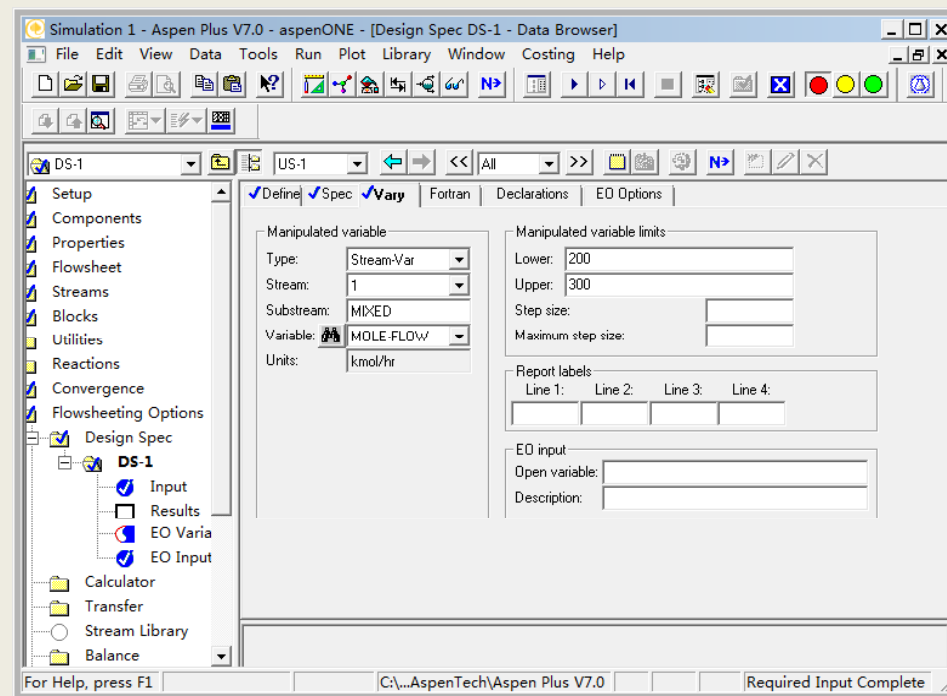 Simulation 1 - Aspen Plus V7.0 - aspenONE - [Design Spec DS-1 - Data Browser]
File Edit View Data Tools Run Plot Library Window Costing Help
N>
DS-1 US-1 << All >> N>
Setup
Components
Properties
Flowsheet
Streams
Blocks
Utilities
Reactions
Convergence
Flowsheeting Options
Design Spec
DS-1
Input
Results
EO Varia
EO Input
Calculator
Transfer
Stream Library
Balance
Define Spec Vary Fortran Declarations EO Options
Manipulated variable
Type: Stream-Var
Stream: 1
Substream: MIXED
Variable: MOLE-FLOW
Units: kmol/hr
Manipulated variable limits
Lower: 200
Upper: 300
Step size:
Maximum step size:
Report labels
Line 1: Line 2: Line 3: Line 4:
EO input
Open variable:
Description:
For Help, press F1 C:\...AspenTech\Aspen Plus V7.0 Required Input Complete